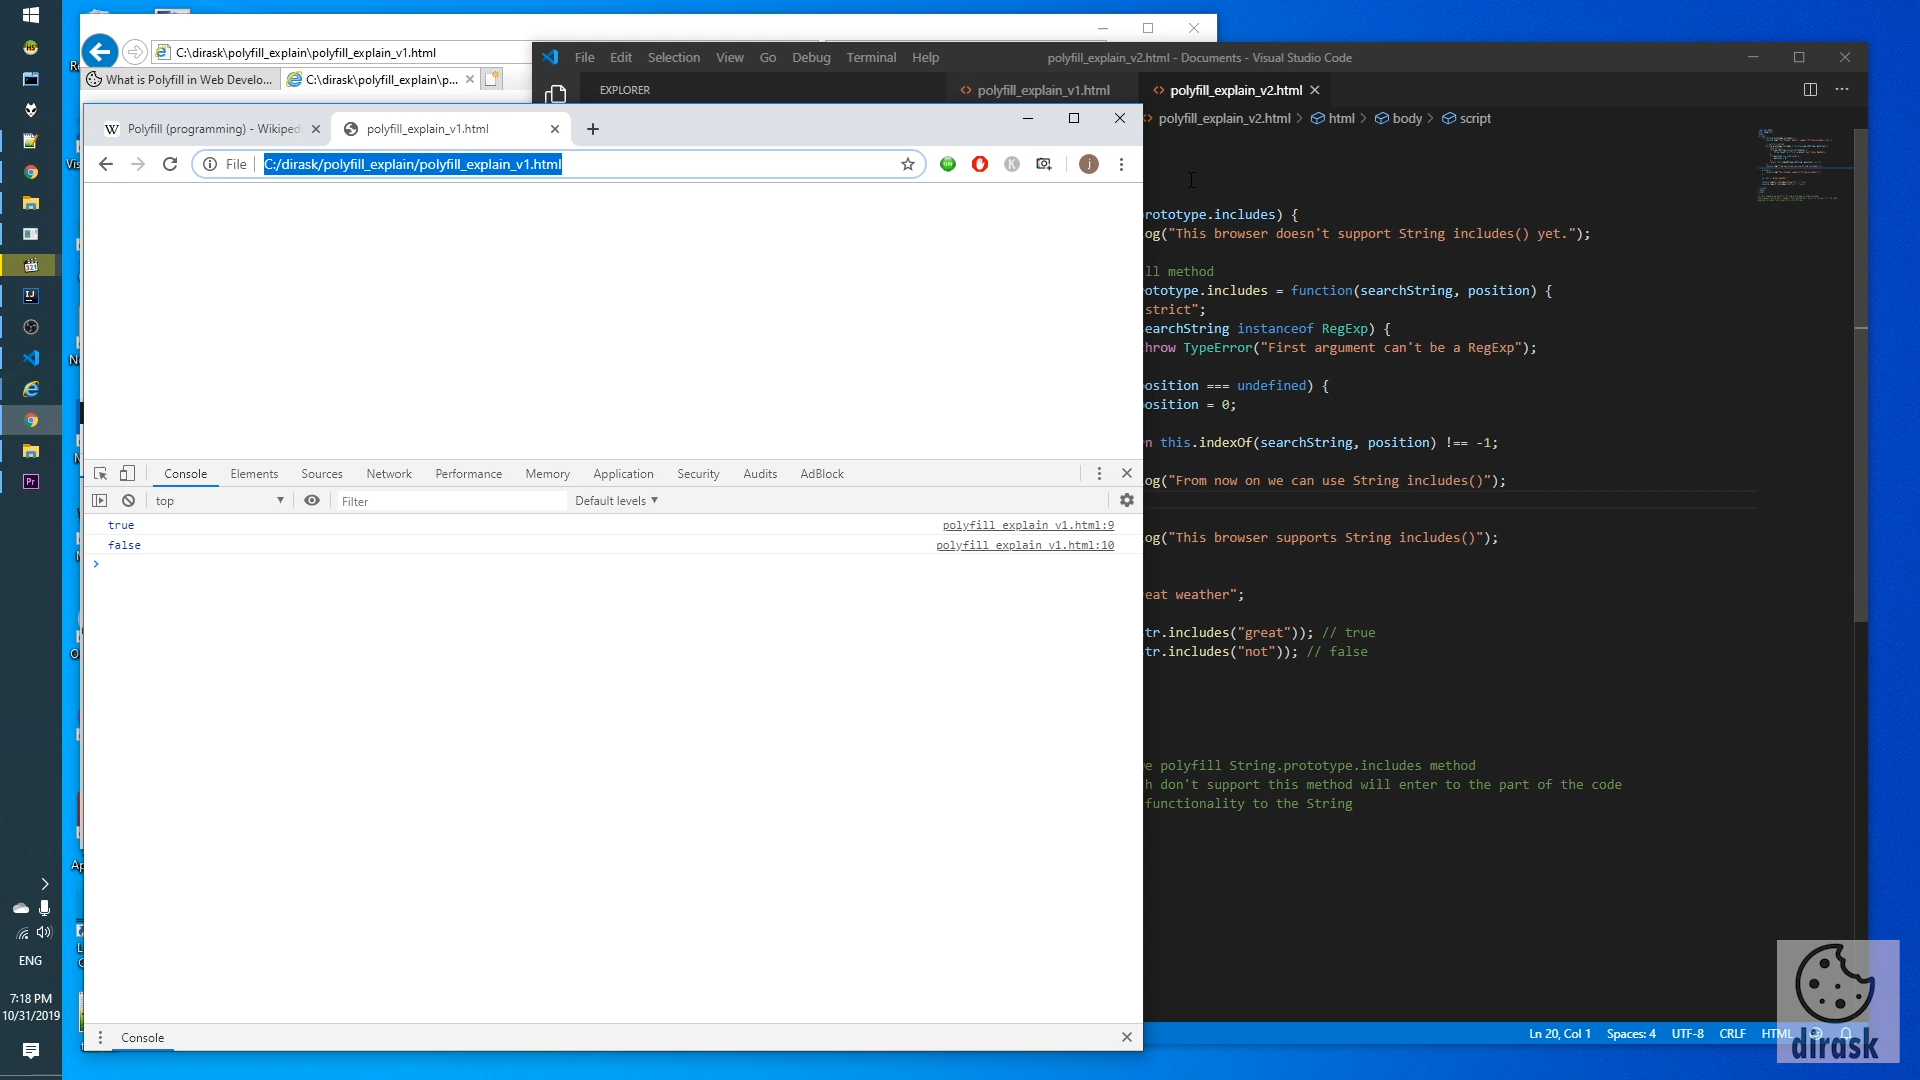 C:\dirask\polyfill_explain\polyfill_explain_v1.html
What is Polyfill in Web Develo...
C:\dirask\polyfill_explain\p...
File Edit Selection View Go Debug Terminal Help
polyfill_explain_v2.html - Documents - Visual Studio Code
EXPLORER
polyfill_explain_v1.html
polyfill_explain_v2.html
polyfill_explain_v2.html > html > body > script
Polyfill (programming) - Wikiped
polyfill_explain_v1.html
File C:/dirask/polyfill_explain/polyfill_explain_v1.html
ON
K
j
rototype.includes) {
og("This browser doesn't support String includes() yet.");
ll method
ototype.includes = function(searchString, position) {
strict";
earchString instanceof RegExp) {
hrow TypeError("First argument can't be a RegExp");
osition === undefined) {
osition = 0;
n this.indexOf(searchString, position) !== -1;
og("From now on we can use String includes()");
og("This browser supports String includes()");
eat weather";
tr.includes("great")); // true
tr.includes("not")); // false
e polyfill String.prototype.includes method
h don't support this method will enter to the part of the code
functionality to the String
Console Elements Sources Network Performance Memory Application Security Audits AdBlock
top
Filter
Default levels
true polyfill_explain_v1.html:9
false polyfill_explain_v1.html:10
Console
Ln 20, Col 1 Spaces: 4 UTF-8 CRLF HTML
ENG
7:18 PM
10/31/2019
dirask